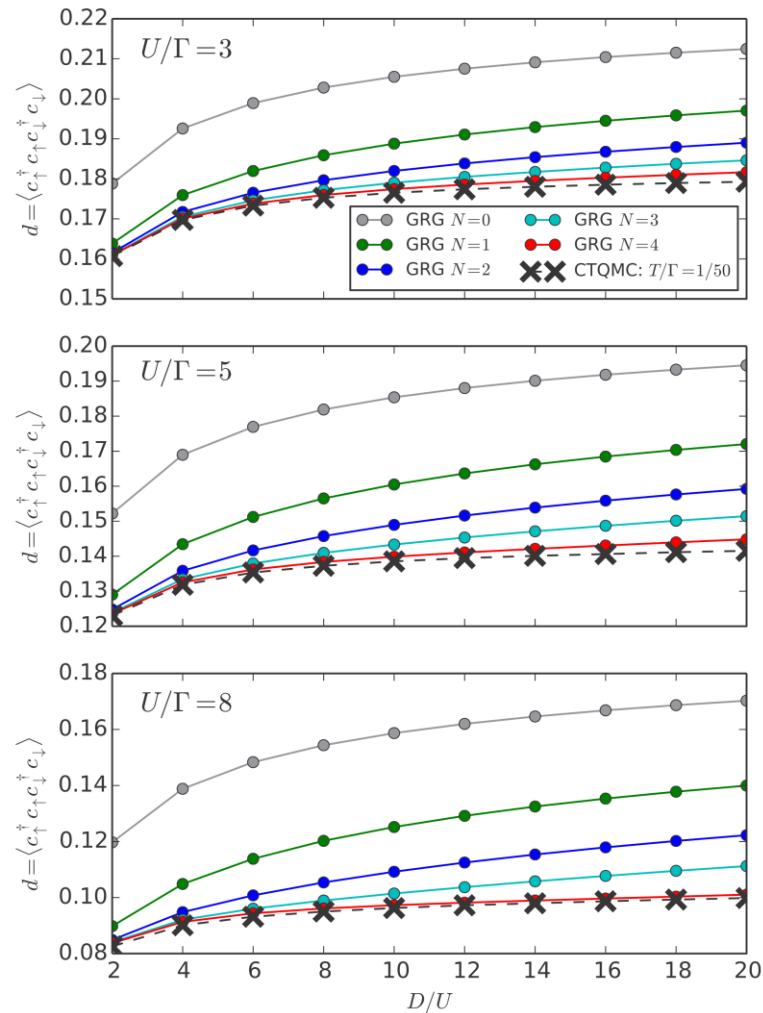 U/Γ=3
d=⟨c↑† c↑ c↓† c↓⟩
0.22
0.21
0.20
0.19
0.18
0.17
0.16
0.15
GRG N=0
GRG N=1
GRG N=2
GRG N=3
GRG N=4
CTQMC: T/Γ=1/50
U/Γ=5
d=⟨c↑† c↑ c↓† c↓⟩
0.20
0.19
0.18
0.17
0.16
0.15
0.14
0.13
0.12
U/Γ=8
d=⟨c↑† c↑ c↓† c↓⟩
0.18
0.16
0.14
0.12
0.10
0.08
2 4 6 8 10 12 14 16 18 20
D/U